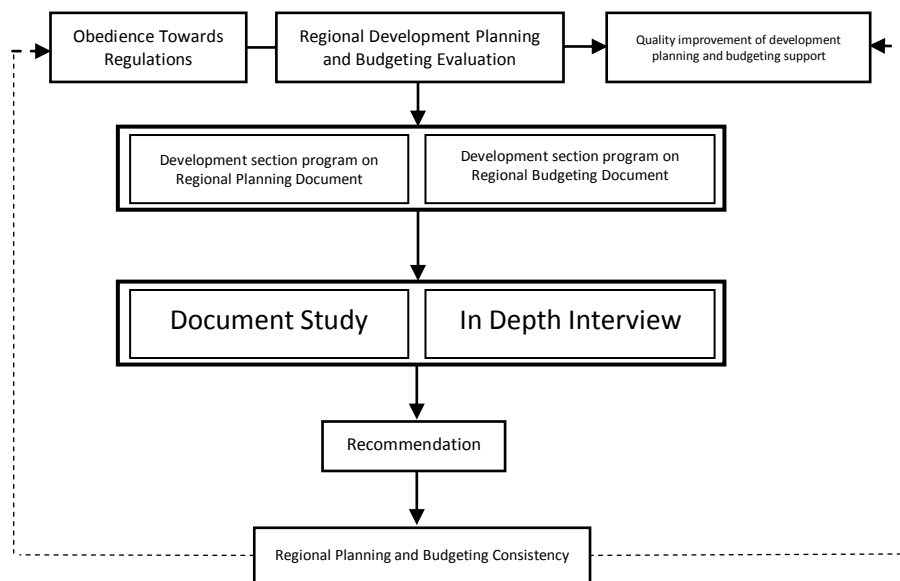 Obedience Towards
Regulations
Regional Development Planning
and Budgeting Evaluation
Quality improvement of development
planning and budgeting support
Development section program on
Regional Planning Document
Development section program on
Regional Budgeting Document
Document Study
In Depth Interview
Recommendation
Regional Planning and Budgeting Consistency